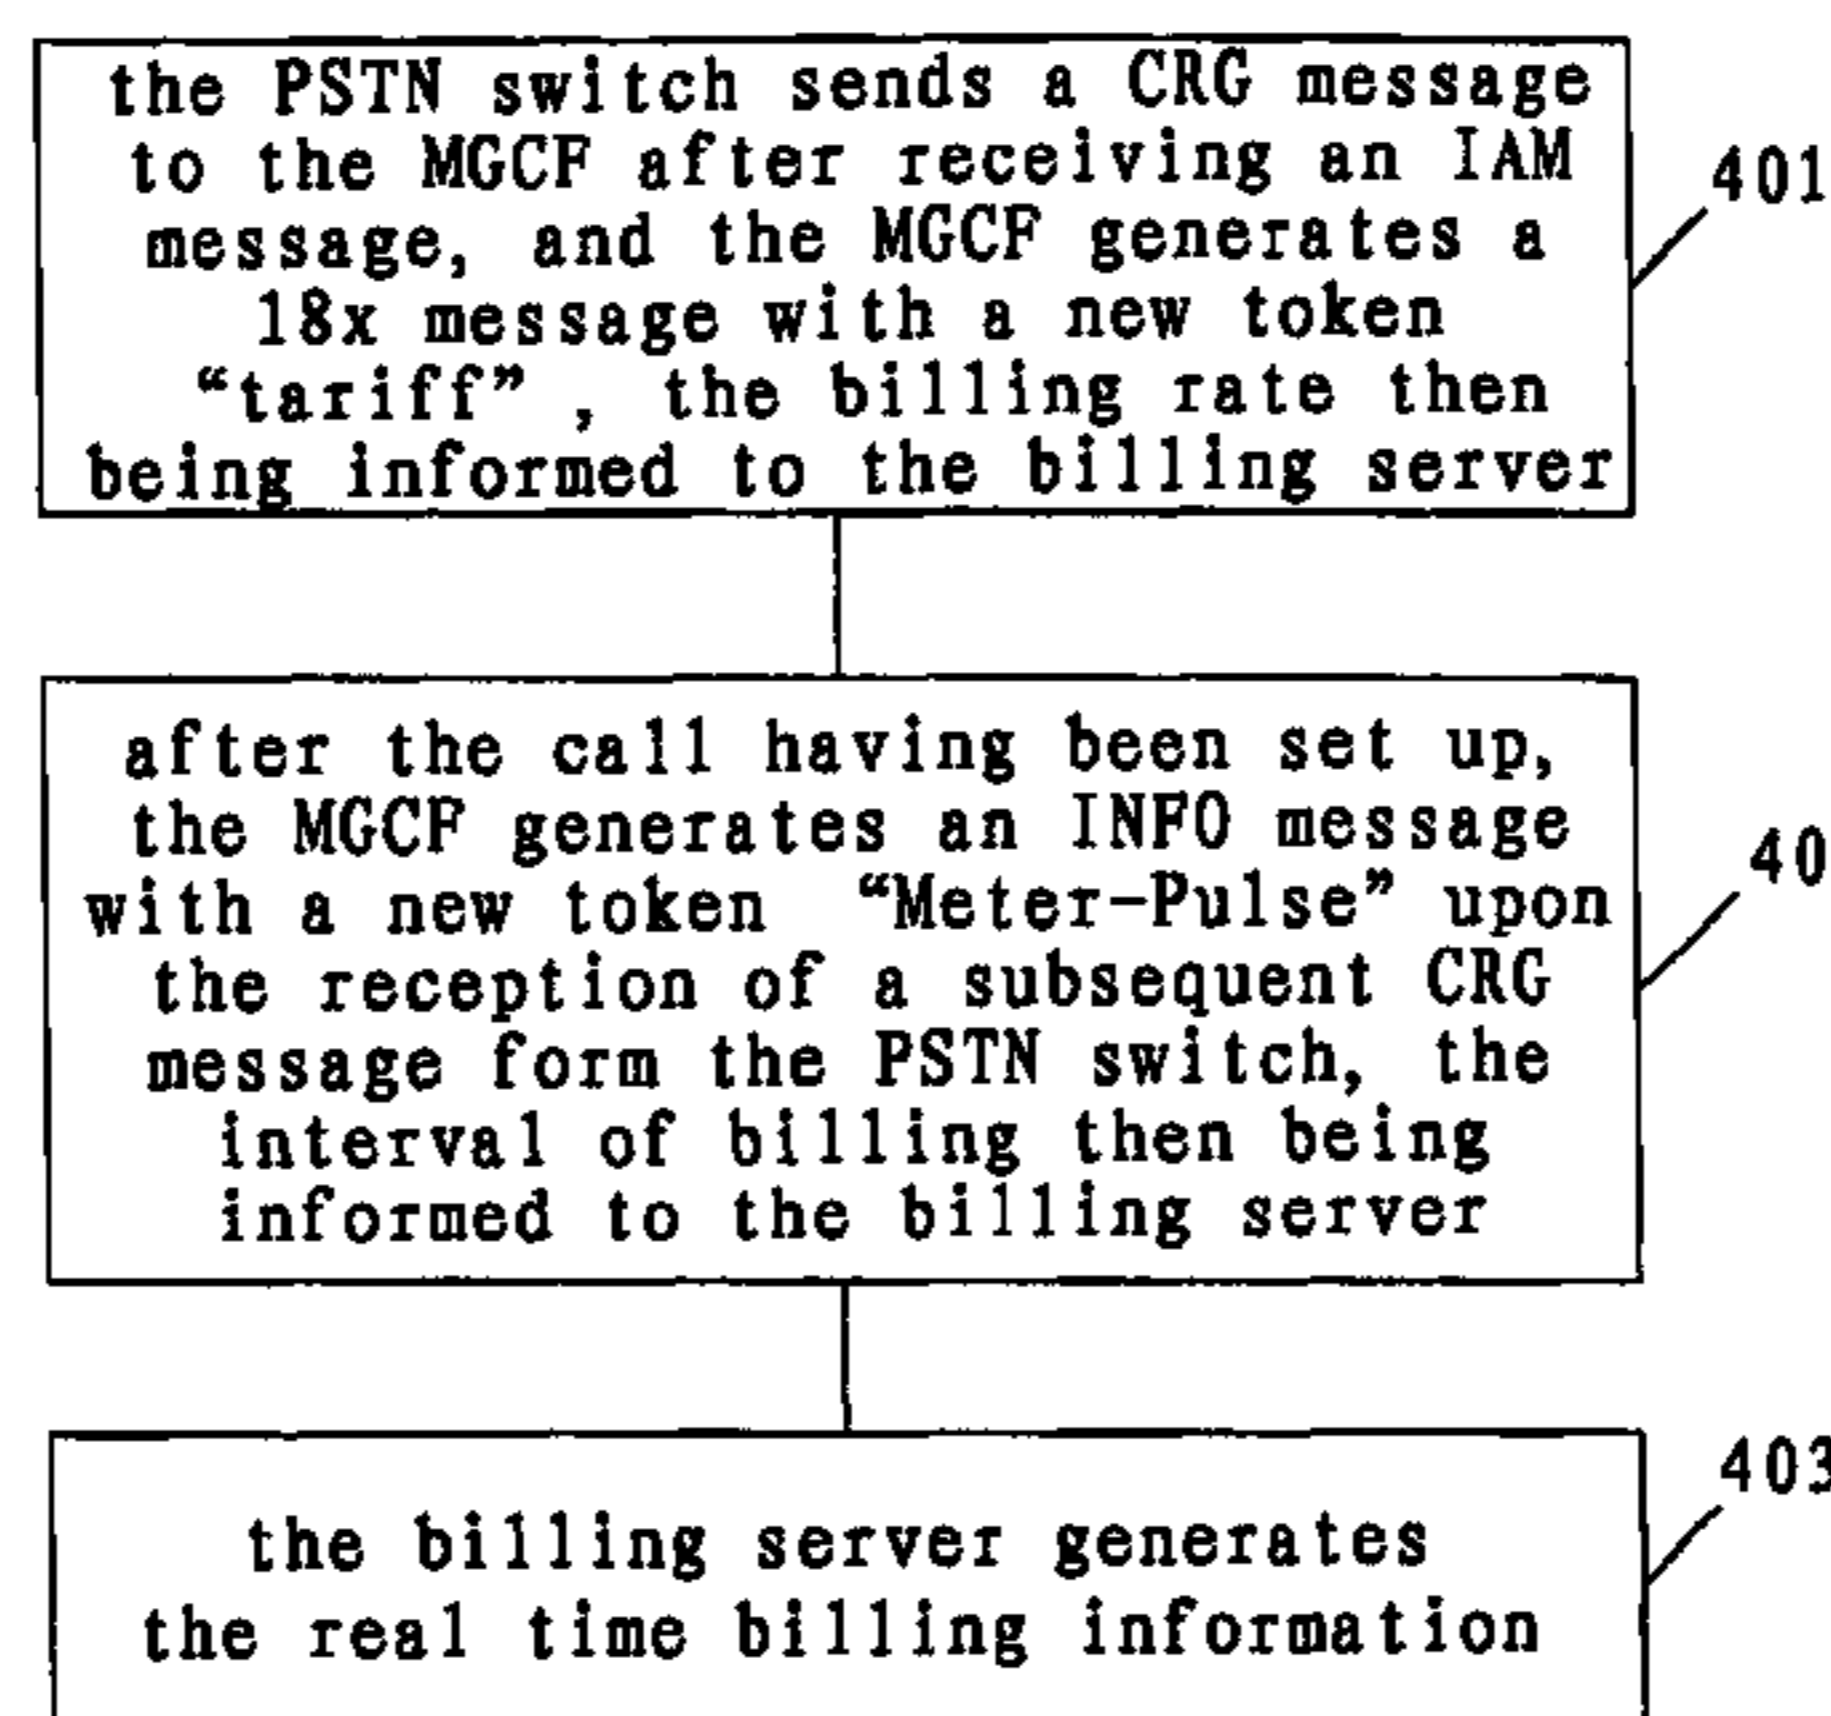 the PSTN switch sends a CRG message
to the MGCF after receiving an IAM
message, and the MGCF generates a
18x message with a new token
“tariff” , the billing rate then
being informed to the billing server
401
after the call having been set up,
the MGCF generates an INFO message
with a new token “Meter-Pulse” upon
the reception of a subsequent CRG
message form the PSTN switch, the
interval of billing then being
informed to the billing server
40
the billing server generates
the real time billing information
403